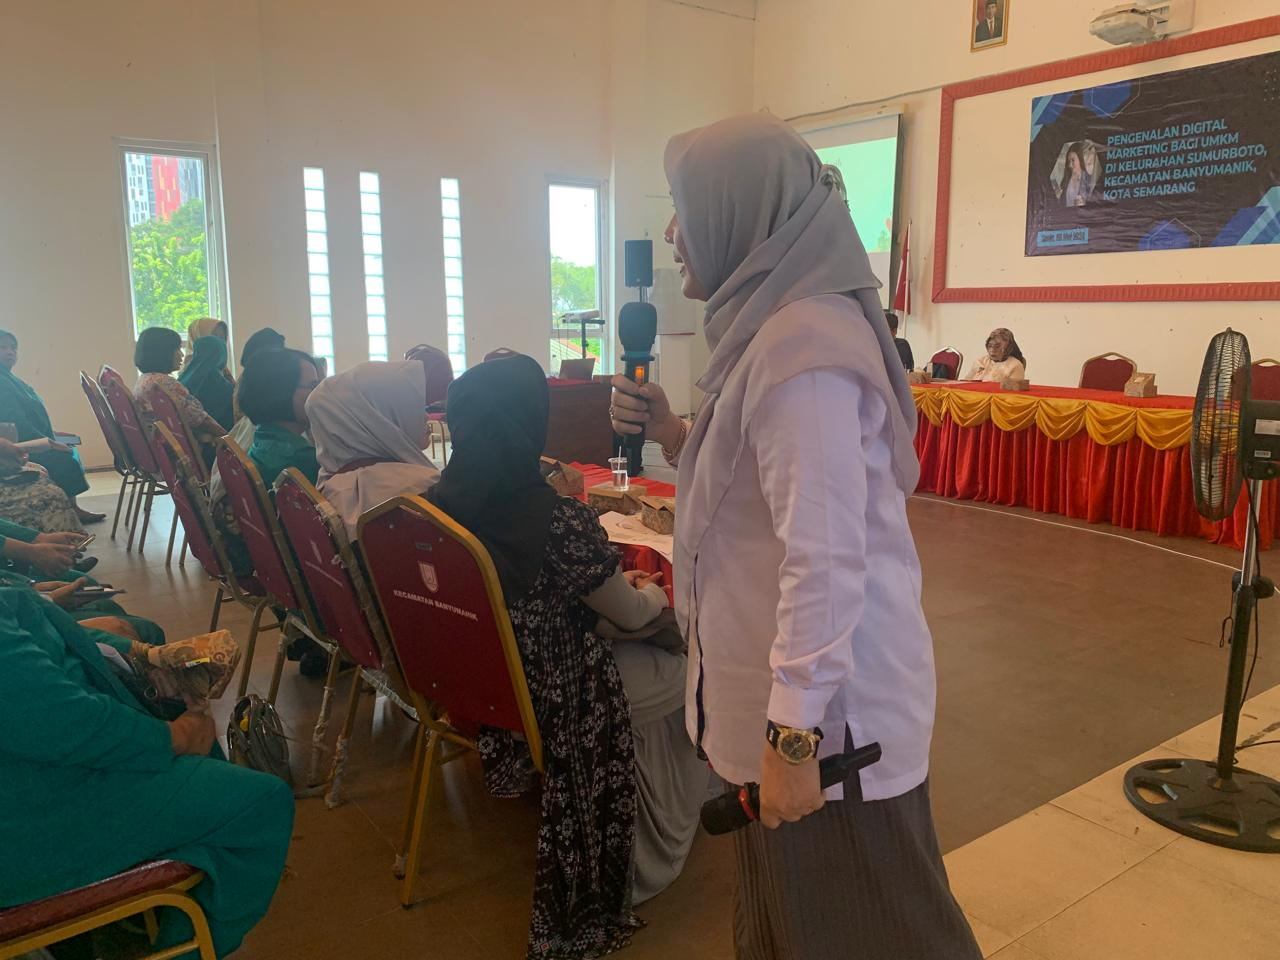 PENGENALAN DIGITAL
MARKETING BAGI UMKM
DI KELURAHAN SUMURBOTO,
KECAMATAN BANYUMANIK,
KOTA SEMARANG
KECAMATAN BANYUMANIK